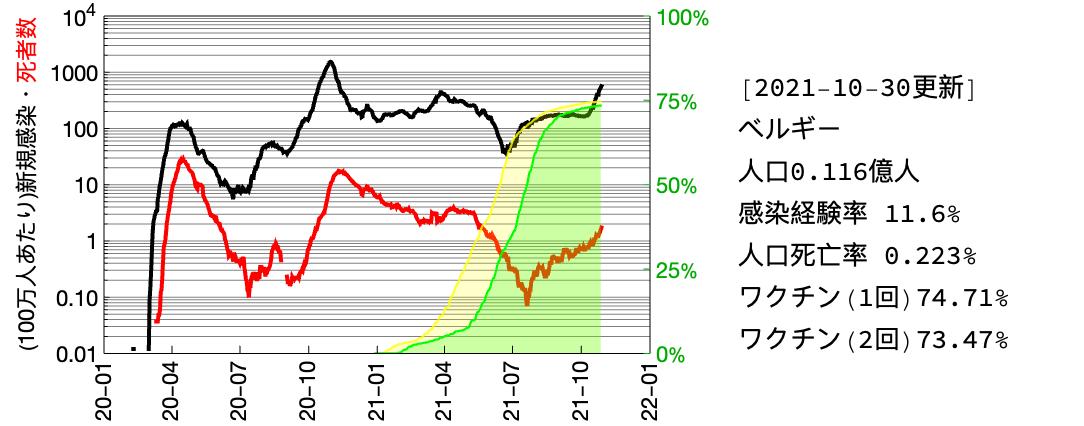 (100万人あたり)新規感染・死者数
10^4
1000
100
10
1
0.10
0.01
100%
75%
50%
25%
0%
20-01
20-04
20-07
20-10
21-01
21-04
21-07
21-10
22-01
[2021-10-30更新]
ベルギー
人口0.116億人
感染経験率 11.6%
人口死亡率 0.223%
ワクチン(1回)74.71%
ワクチン(2回)73.47%